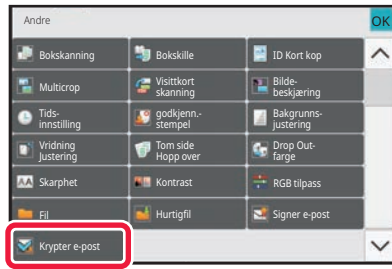 Andre
OK
Bokskanning
Bokskille
ID Kort kop
Multicrop
Visittkort
skanning
Bilde-
beskjæring
Tids-
innstilling
godkjenn.-
stempel
Bakgrunns-
justering
Vridning
Justering
Tom side
Hopp over
Drop Out-
farge
Skarphet
Kontrast
RGB tilpass
Fil
Hurtigfil
Signer e-post
Krypter e-post